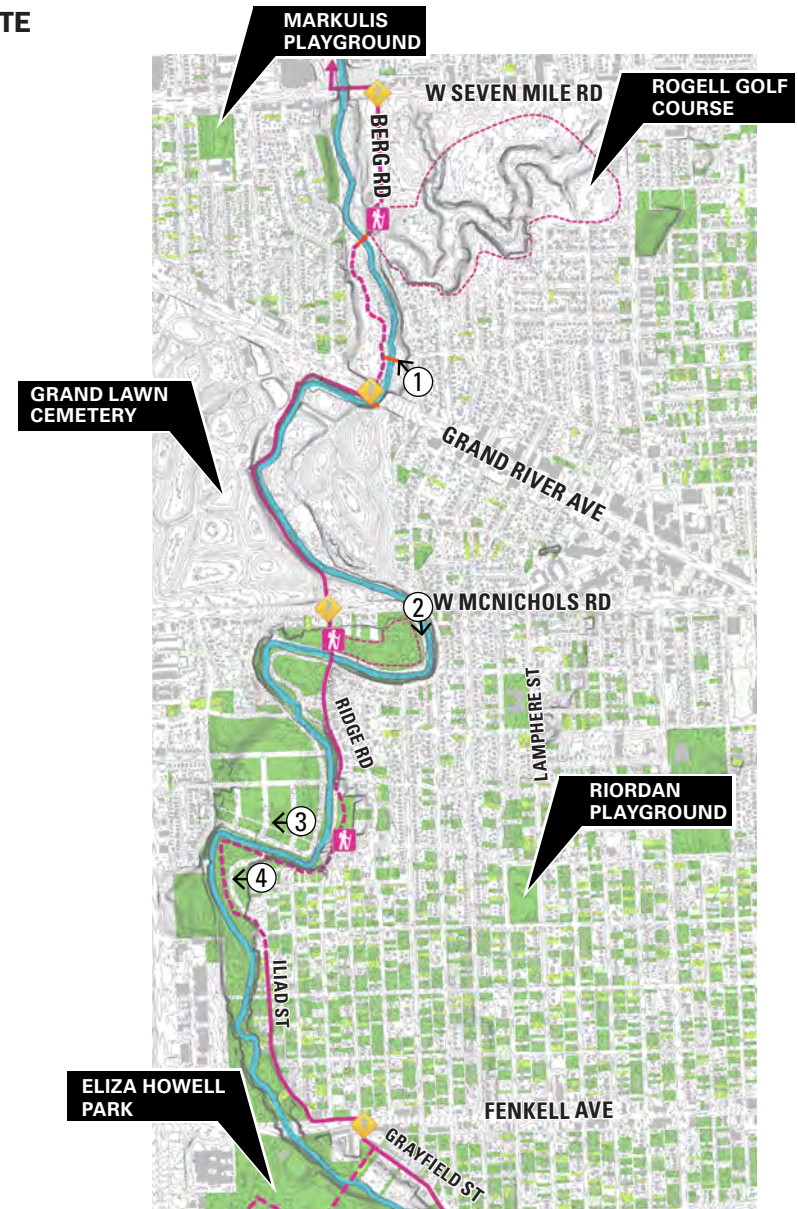 TE
MARKULIS
PLAYGROUND
W SEVEN MILE RD
ROGELL GOLF
COURSE
BERG RD
1
GRAND LAWN
CEMETERY
GRAND RIVER AVE
2
W MCNICHOLS RD
RIDGE RD
LAMPHERE ST
RIORDAN
PLAYGROUND
3
4
ILIAD ST
ELIZA HOWELL
PARK
FENKELL AVE
GRAYFIELD ST